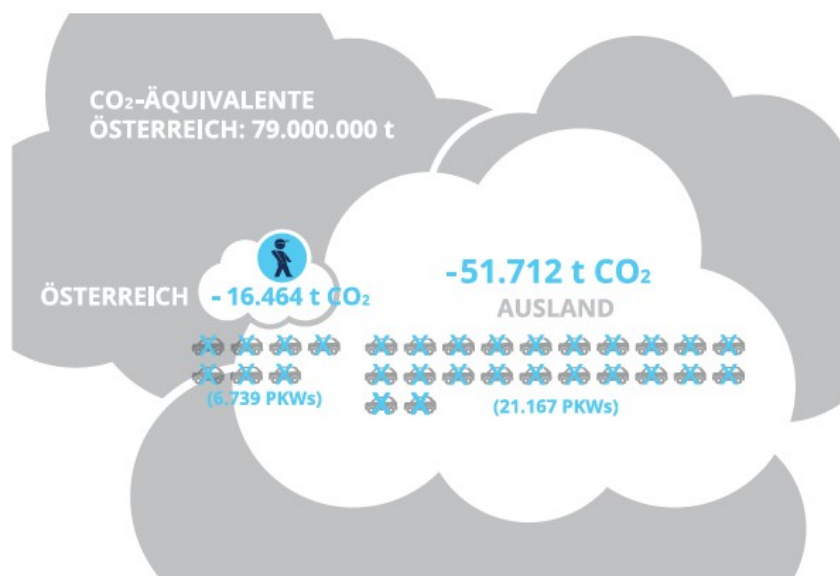 CO₂-ÄQUIVALENTE
ÖSTERREICH: 79.000.000 t
ÖSTERREICH - 16.464 t CO₂
-51.712 t CO₂
AUSLAND
(6.739 PKWs)
(21.167 PKWs)